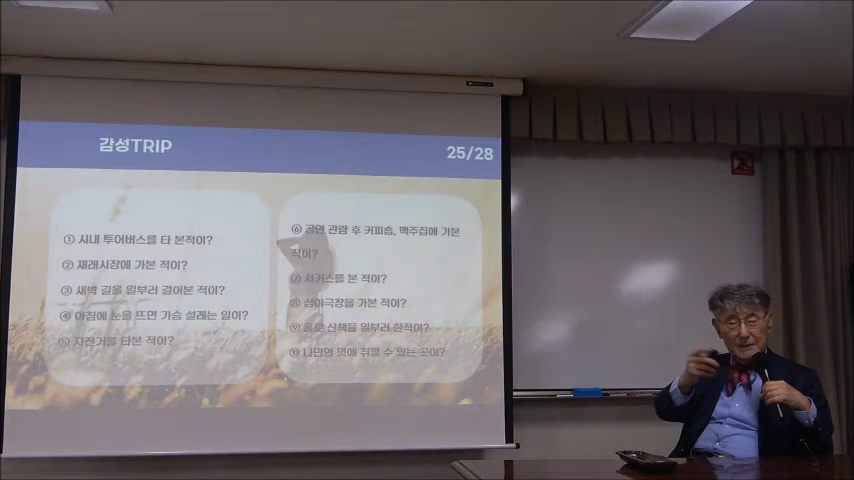 감성TRIP
25/28
① 시내 투어버스를 타 본적이?
② 재래시장에 가본 적이?
③ 새벽 길을 일부러 걸어본 적이?
④ 아침에 눈을 뜨면 가슴 설레는 일이?
⑤ 자전거를 타본 적이?
⑥ 공연 관람 후 커피숍, 맥주집에 가본
적이?
⑦ 서커스를 본 적이?
⑧ 심야극장을 가본 적이?
⑨ 홀로 산책을 일부러 한적이?
⑩ 나만의 멋에 취할 수 있는 곳이?